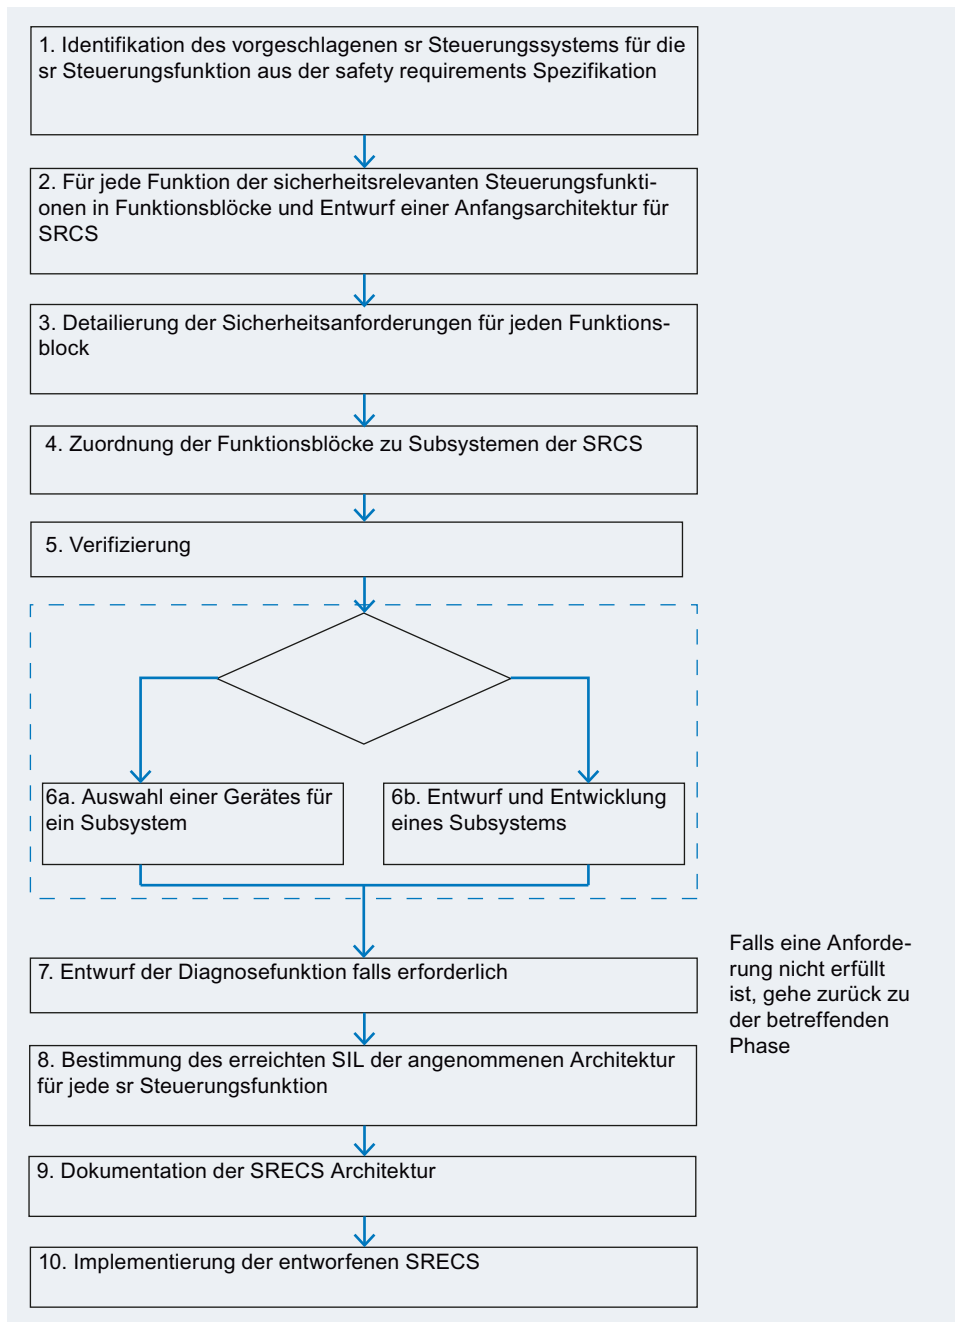 1. Identifikation des vorgeschlagenen sr Steuerungssystems für die
sr Steuerungsfunktion aus der safety requirements Spezifikation
2. Für jede Funktion der sicherheitsrelevanten Steuerungsfunkti-
onen in Funktionsblöcke und Entwurf einer Anfangsarchitektur für
SRCS
3. Detailierung der Sicherheitsanforderungen für jeden Funktions-
block
4. Zuordnung der Funktionsblöcke zu Subsystemen der SRCS
5. Verifizierung
6a. Auswahl einer Gerätes für
ein Subsystem
6b. Entwurf und Entwicklung
eines Subsystems
7. Entwurf der Diagnosefunktion falls erforderlich
Falls eine Anforde-
rung nicht erfüllt
ist, gehe zurück zu
der betreffenden
Phase
8. Bestimmung des erreichten SIL der angenommenen Architektur
für jede sr Steuerungsfunktion
9. Dokumentation der SRECS Architektur
10. Implementierung der entworfenen SRECS